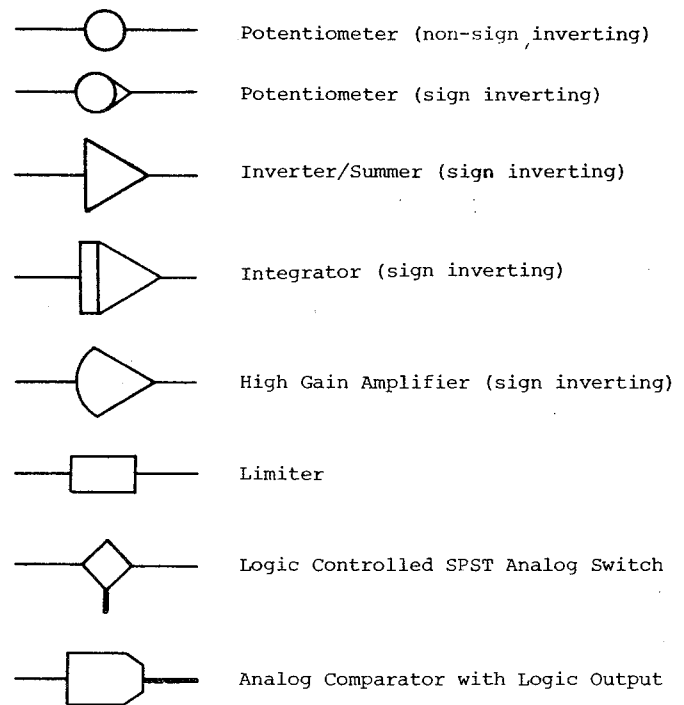 Potentiometer (non-sign inverting)
Potentiometer (sign inverting)
Inverter/Summer (sign inverting)
Integrator (sign inverting)
High Gain Amplifier (sign inverting)
Limiter
Logic Controlled SPST Analog Switch
Analog Comparator with Logic Output